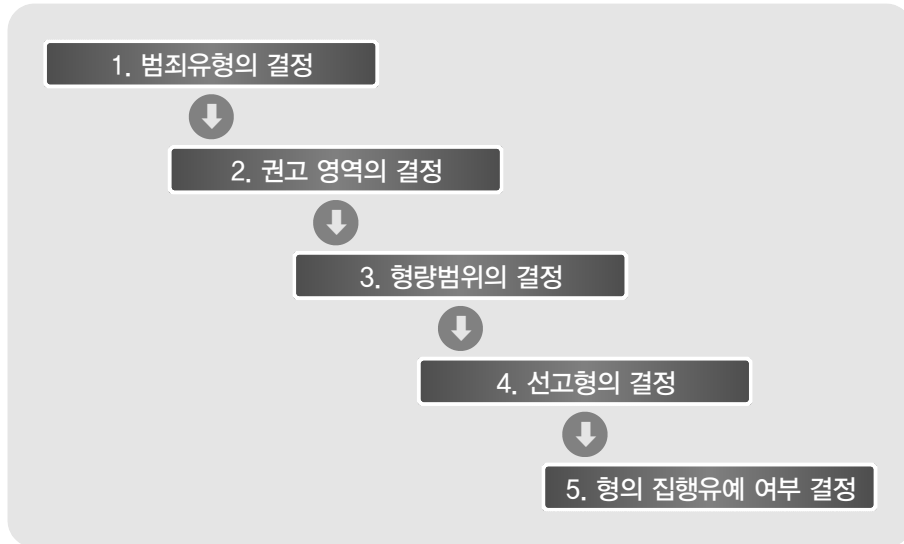 1. 범죄유형의 결정
2. 권고 영역의 결정
3. 형량범위의 결정
4. 선고형의 결정
5. 형의 집행유예 여부 결정